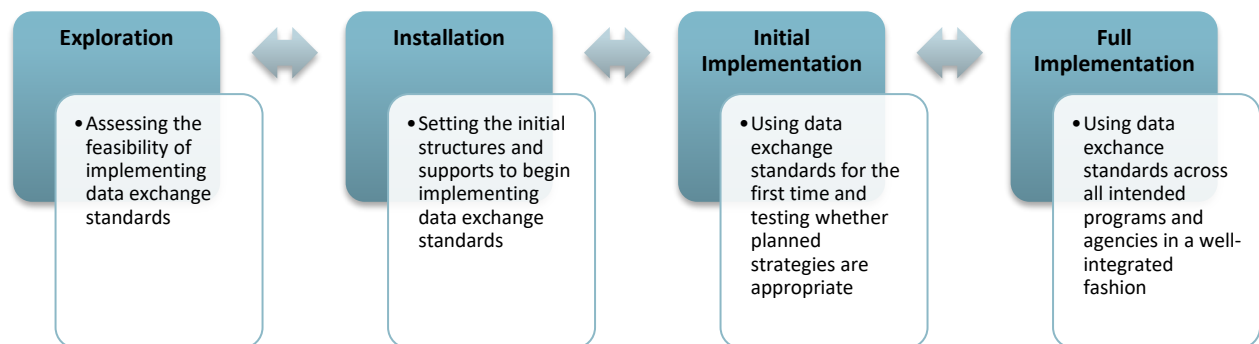 Exploration
•Assessing the
feasibility of
implementing
data exchange
standards
Installation
•Setting the initial
structures and
supports to begin
implementing
data exchange
standards
Initial
Implementation
•Using data
exchange
standards for the
first time and
testing whether
planned
strategies are
appropriate
Full
Implementation
•Using data
exchance
standards across
all intended
programs and
agencies in a well-
integrated
fashion